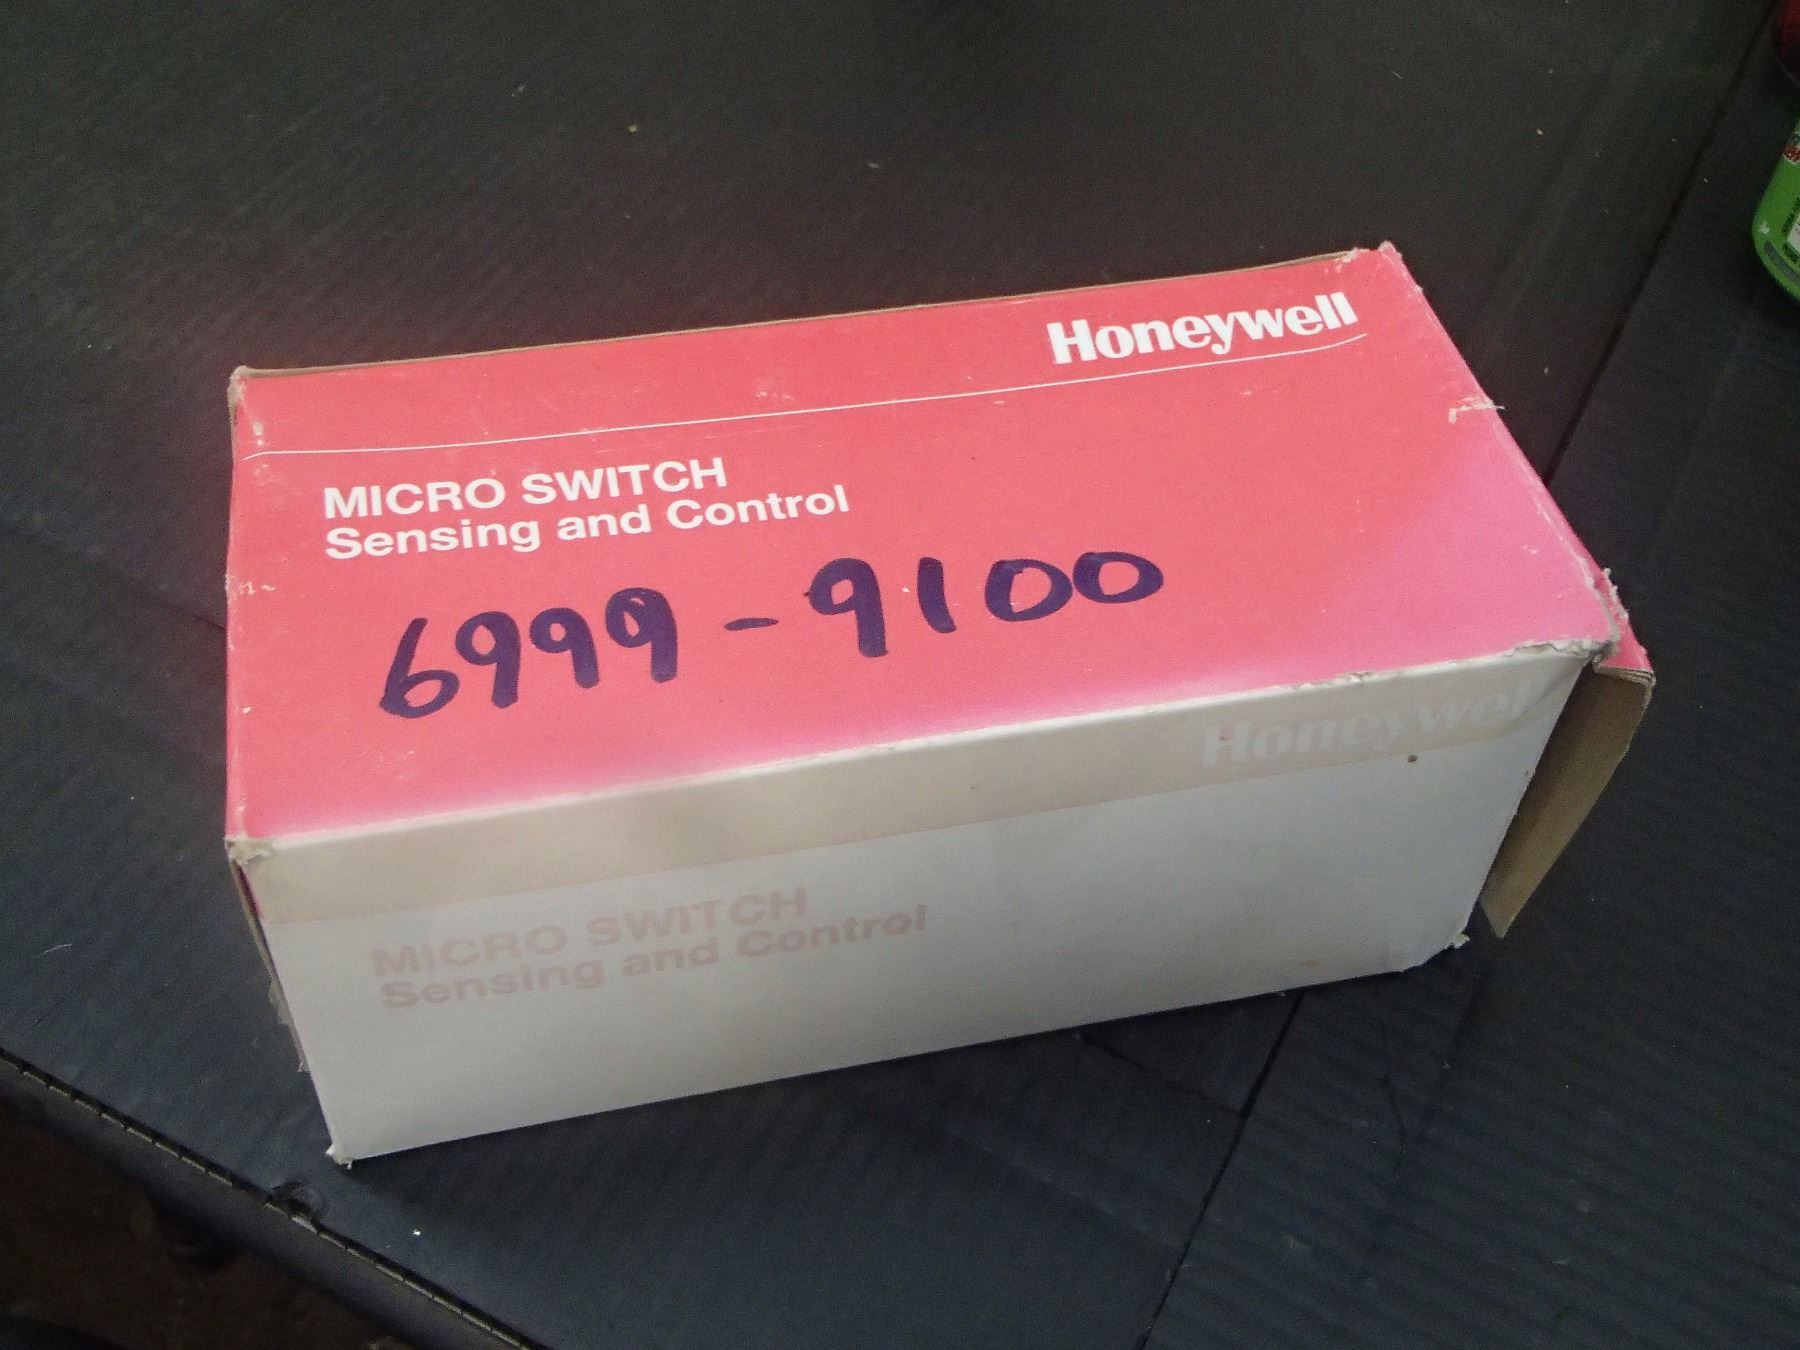 Honeywell
MICRO SWITCH
Sensing and Control
6999-9100
Honeywell
MICRO SWITCH
Sensing and Control